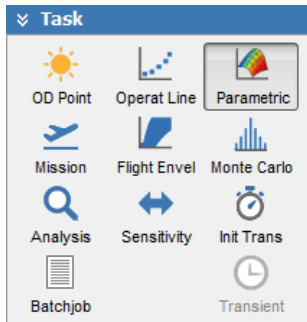 Task
OD Point Operat Line Parametric
Mission Flight Envel Monte Carlo
Analysis Sensitivity Init Trans
Batchjob Transient